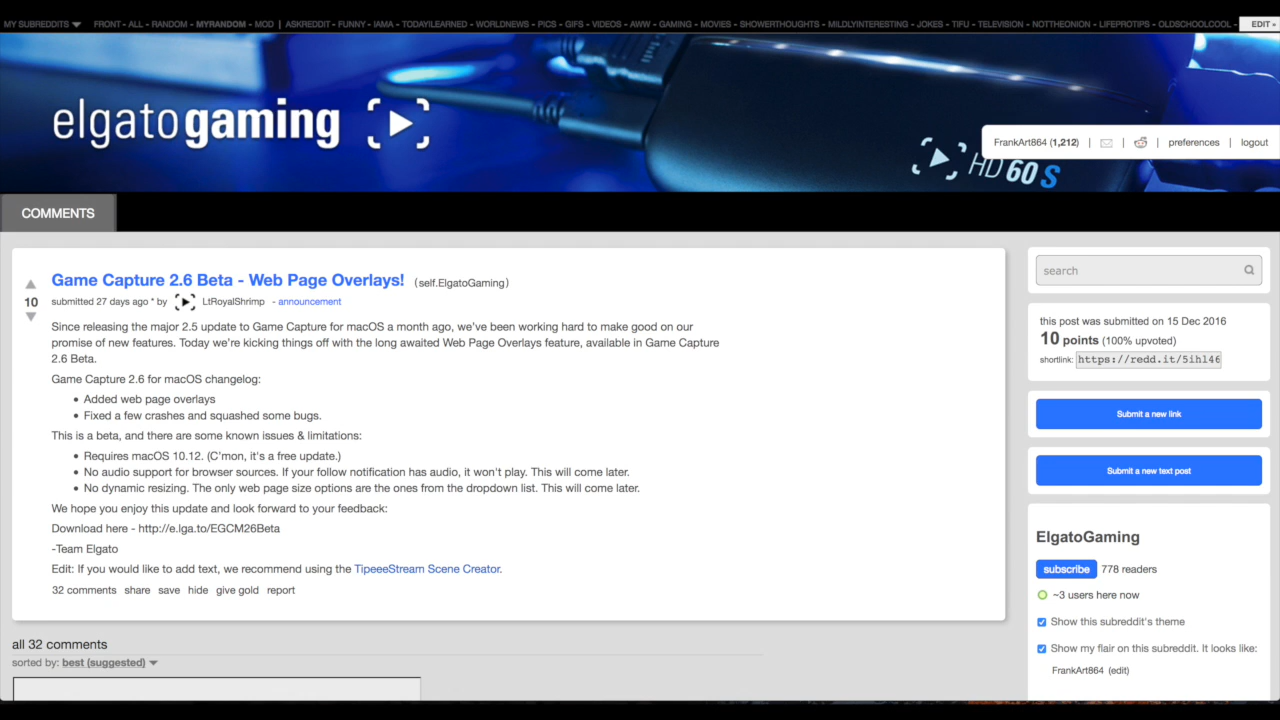 MY SUBREDDITS FRONT - ALL - RANDOM - MYRANDOM - MOD | ASKREDDIT - FUNNY - IAMA - TODAYILEARNED - WORLDNEWS - PICS - GIFS - VIDEOS - AWW - GAMING - MOVIES - SHOWERTHOUGHTS - MILDLYINTERESTING - JOKES - TIFU - TELEVISION - NOTTHEONION - LIFEPROTIPS - OLDSCHOOLCOOL - EDIT »
elgato gaming
FrankArt864 (1,212) | | | preferences | logout
HD 60 S
COMMENTS
Game Capture 2.6 Beta - Web Page Overlays! (self.ElgatoGaming)
10
submitted 27 days ago * by LtRoyalShrimp - announcement
Since releasing the major 2.5 update to Game Capture for macOS a month ago, we've been working hard to make good on our
promise of new features. Today we're kicking things off with the long awaited Web Page Overlays feature, available in Game Capture
2.6 Beta.
Game Capture 2.6 for macOS changelog:
• Added web page overlays
• Fixed a few crashes and squashed some bugs.
This is a beta, and there are some known issues & limitations:
• Requires macOS 10.12. (C'mon, it's a free update.)
• No audio support for browser sources. If your follow notification has audio, it won't play. This will come later.
• No dynamic resizing. The only web page size options are the ones from the dropdown list. This will come later.
We hope you enjoy this update and look forward to your feedback:
Download here - http://e.lga.to/EGCM26Beta
-Team Elgato
Edit: If you would like to add text, we recommend using the TipeeeStream Scene Creator.
32 comments share save hide give gold report
all 32 comments
sorted by: best (suggested)
search
this post was submitted on 15 Dec 2016
10 points (100% upvoted)
shortlink: https://redd.it/5ihl46
Submit a new link
Submit a new text post
ElgatoGaming
subscribe 778 readers
~3 users here now
Show this subreddit's theme
Show my flair on this subreddit. It looks like:
FrankArt864 (edit)